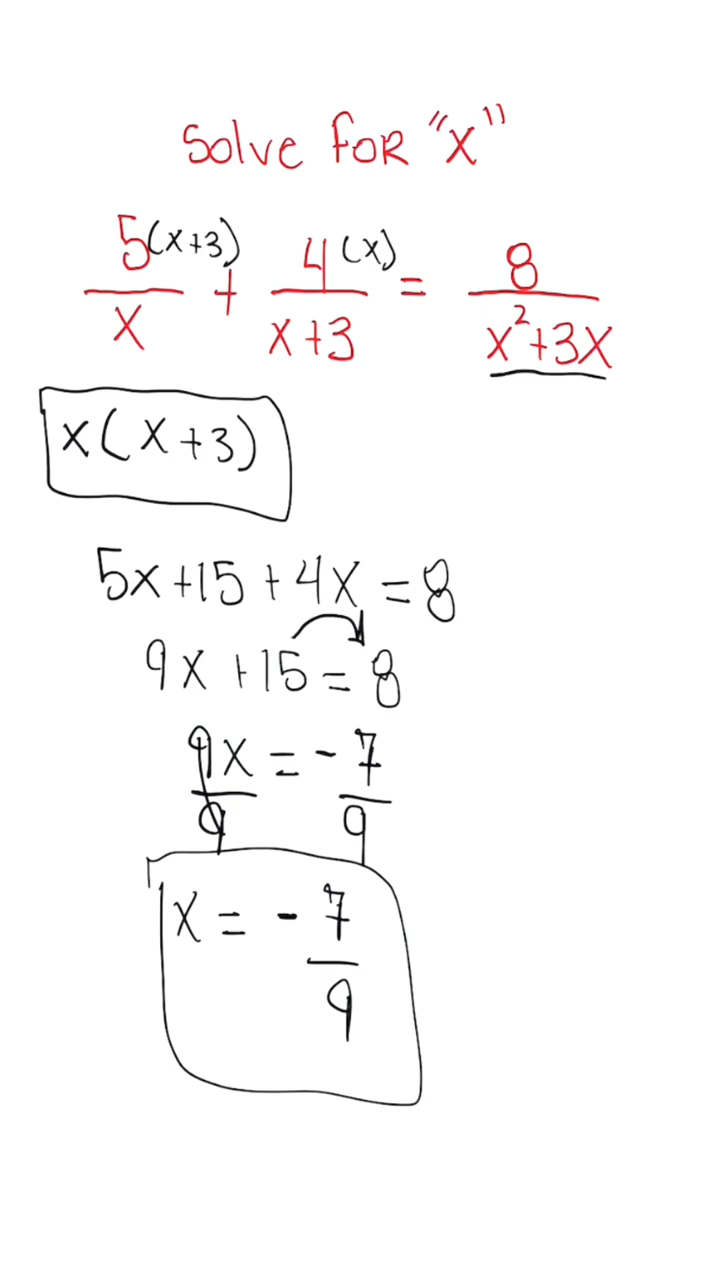 Solve FOR "x"
5(x+3)/x + 4(x)/x+3 = 8/x²+3x
x(x+3)
5x+15+4x=8
9x+15=8
9x/9=-7/9
x=-7/9